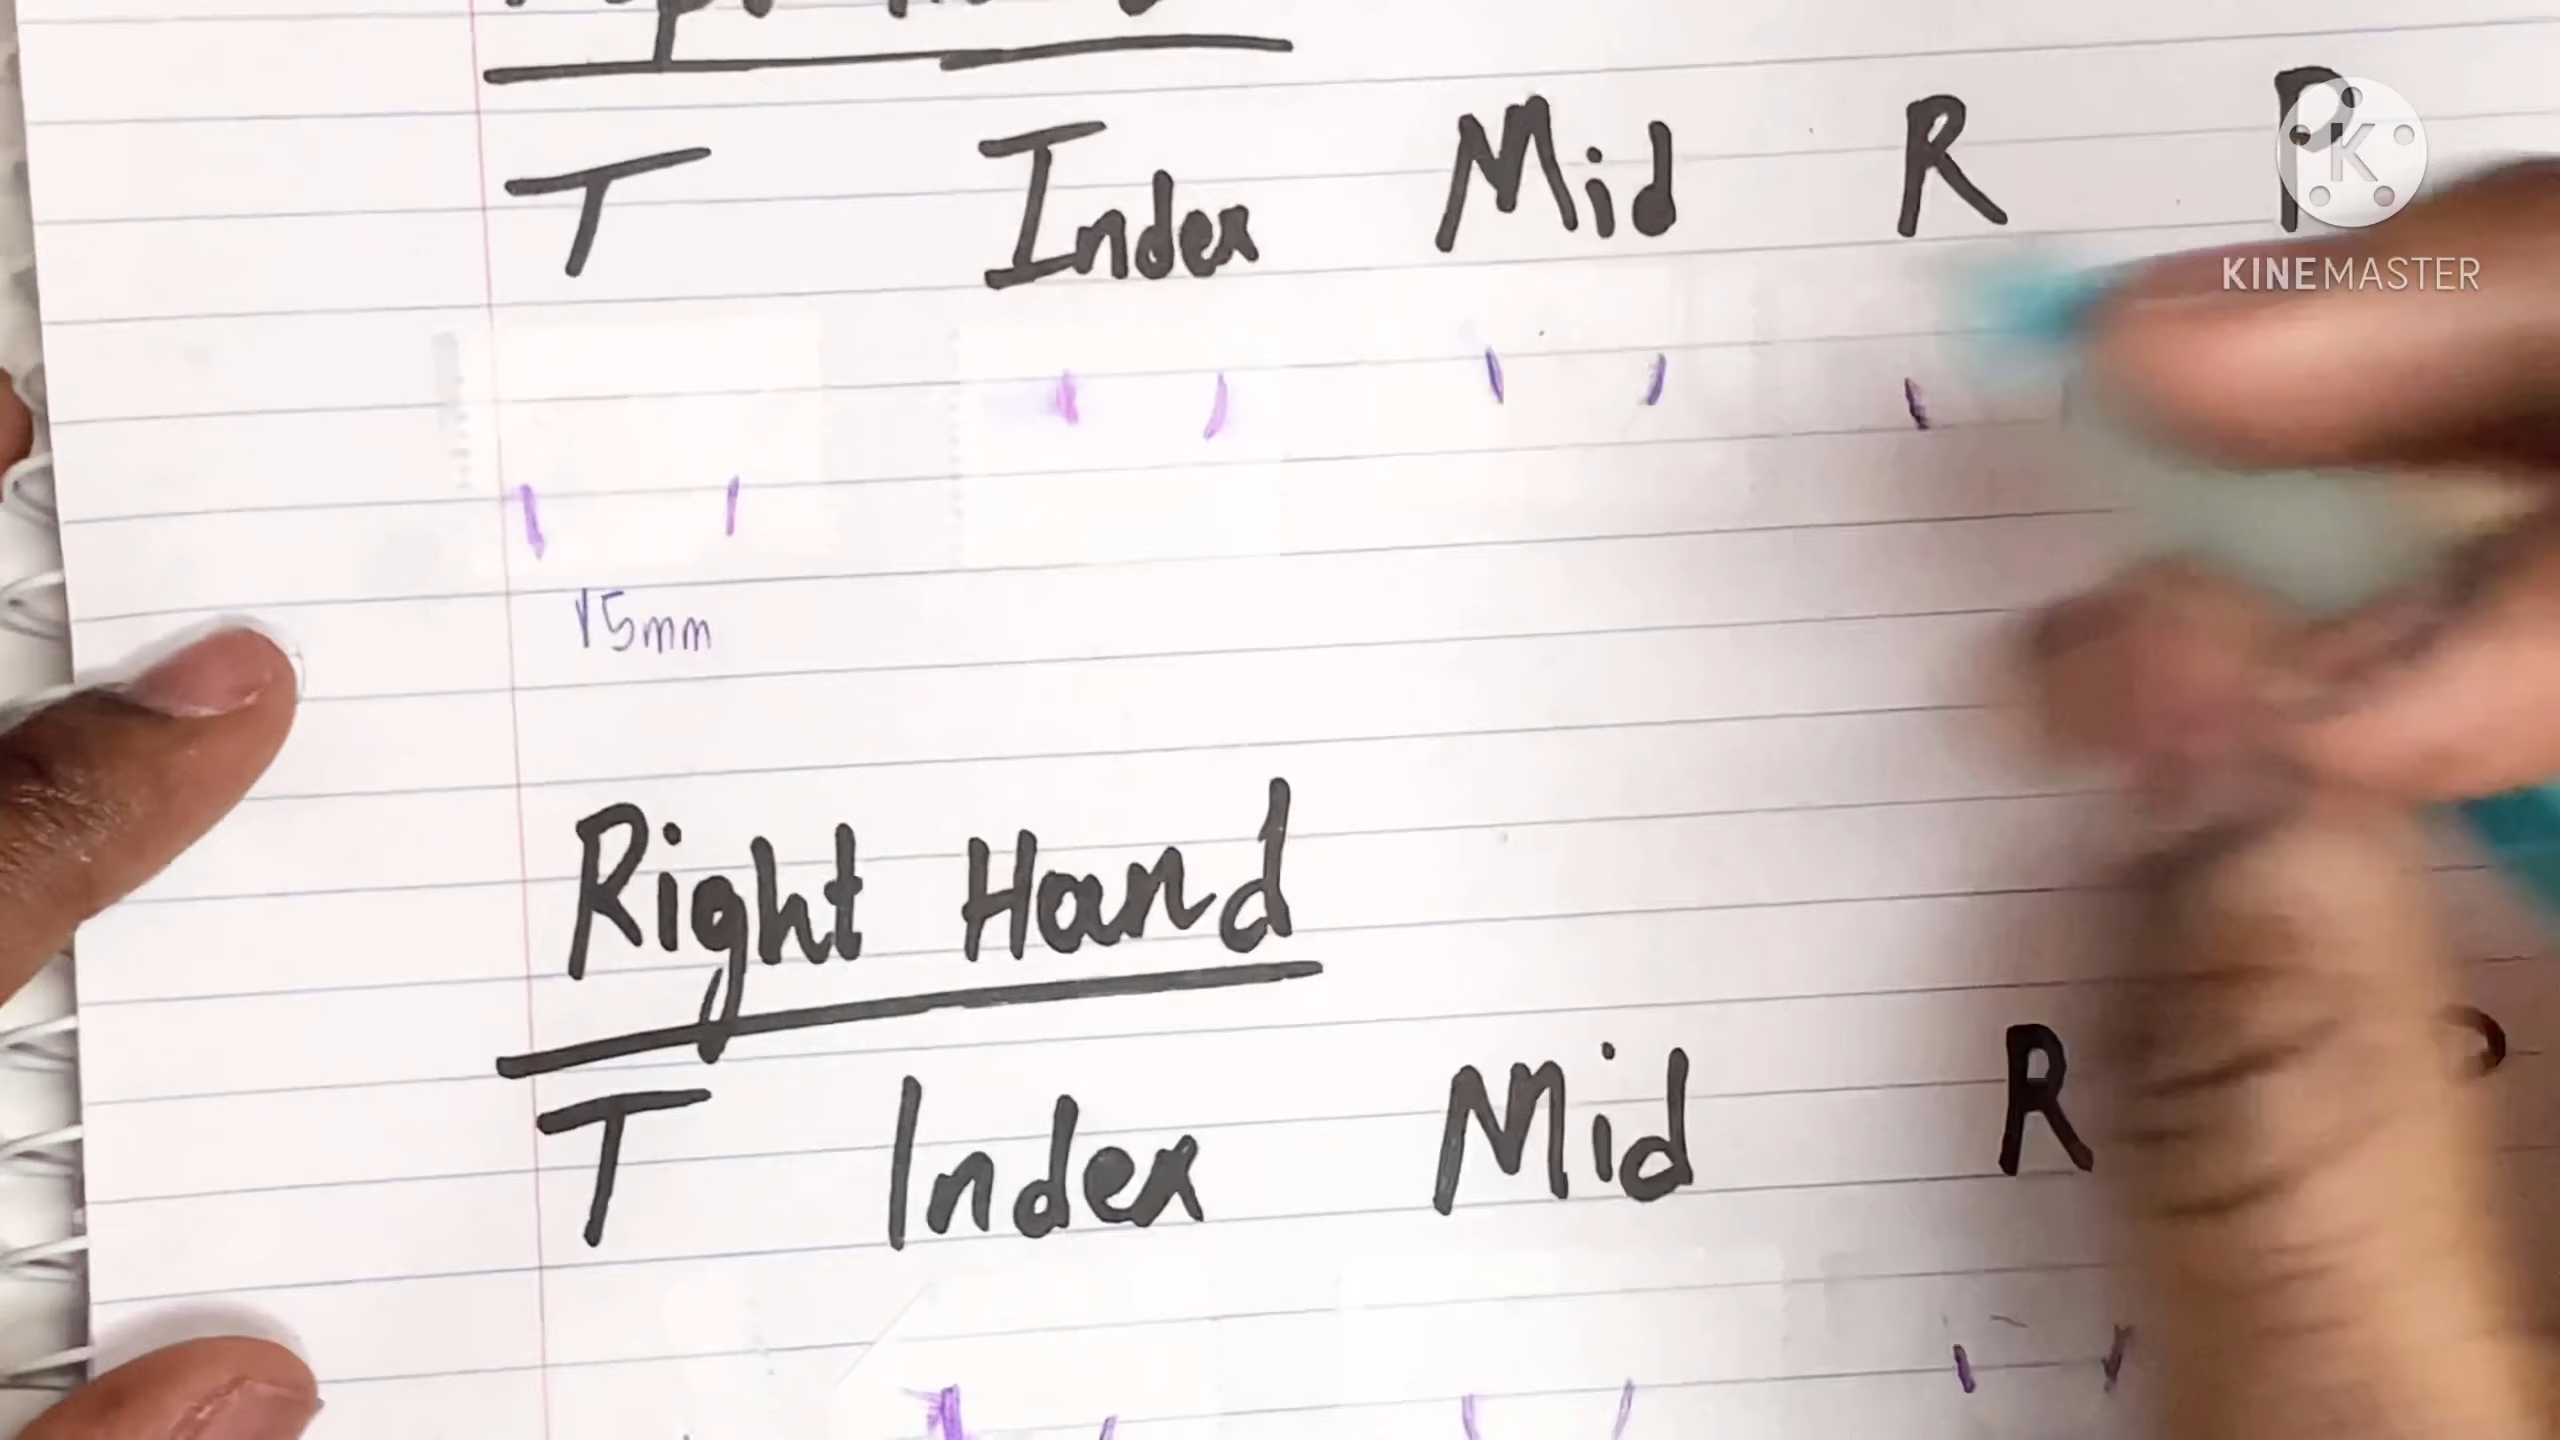 T Index Mid R P
K
KINEMASTER
15mm
Right Hand
T Index Mid R